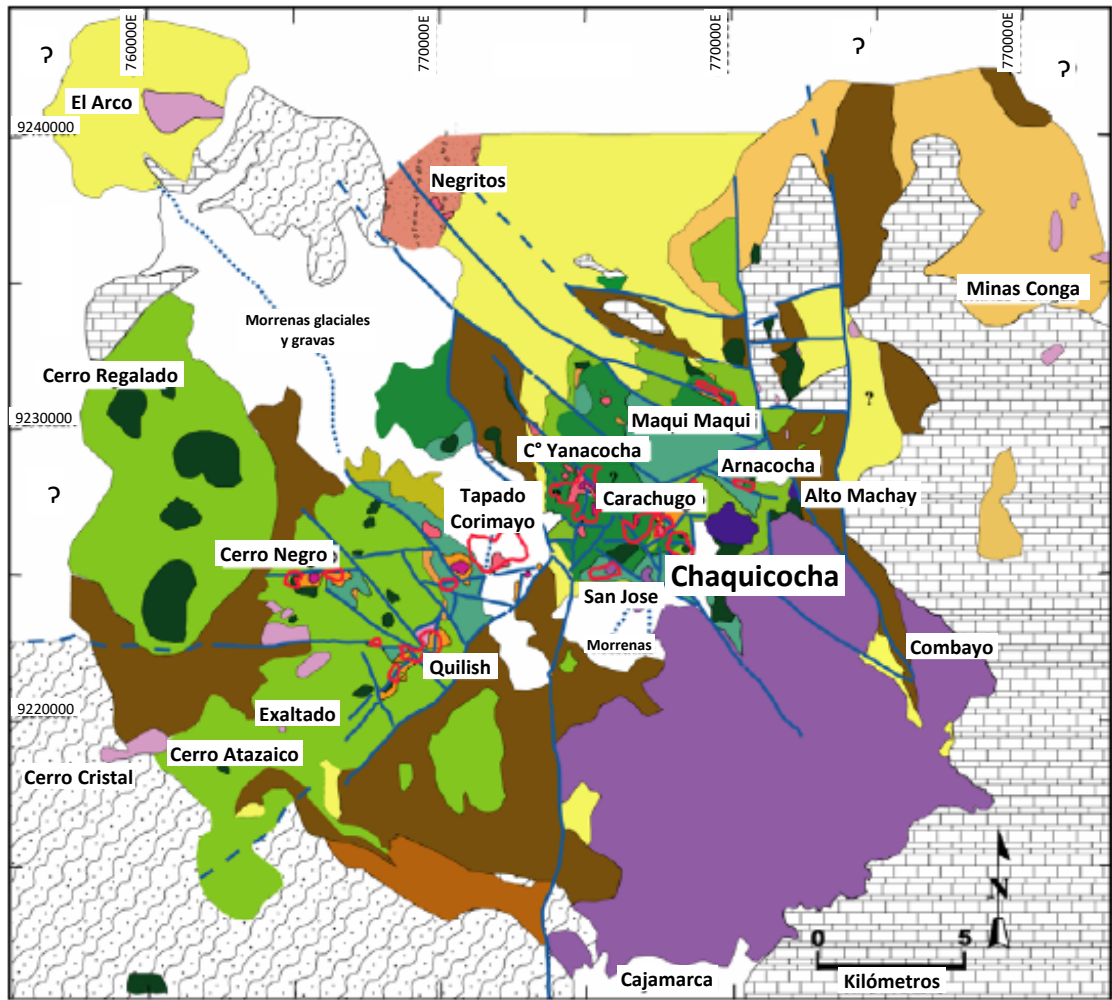 760000E
770000E
770000E
770000E
?
?
?
El Arco
9240000
Negritos
Minas Conga
Morrenas glaciales
y gravas
Cerro Regalado
?
9230000
Maqui Maqui
C° Yanacocha
?
Arnacocha
Tapado
Corimayo
Carachugo
Alto Machay
?
Cerro Negro
Chaquicocha
San Jose
Morrenas
Combayo
Quilish
9220000
Exaltado
Cerro Atazaico
Cerro Cristal
N
0 5
Kilómetros
Cajamarca